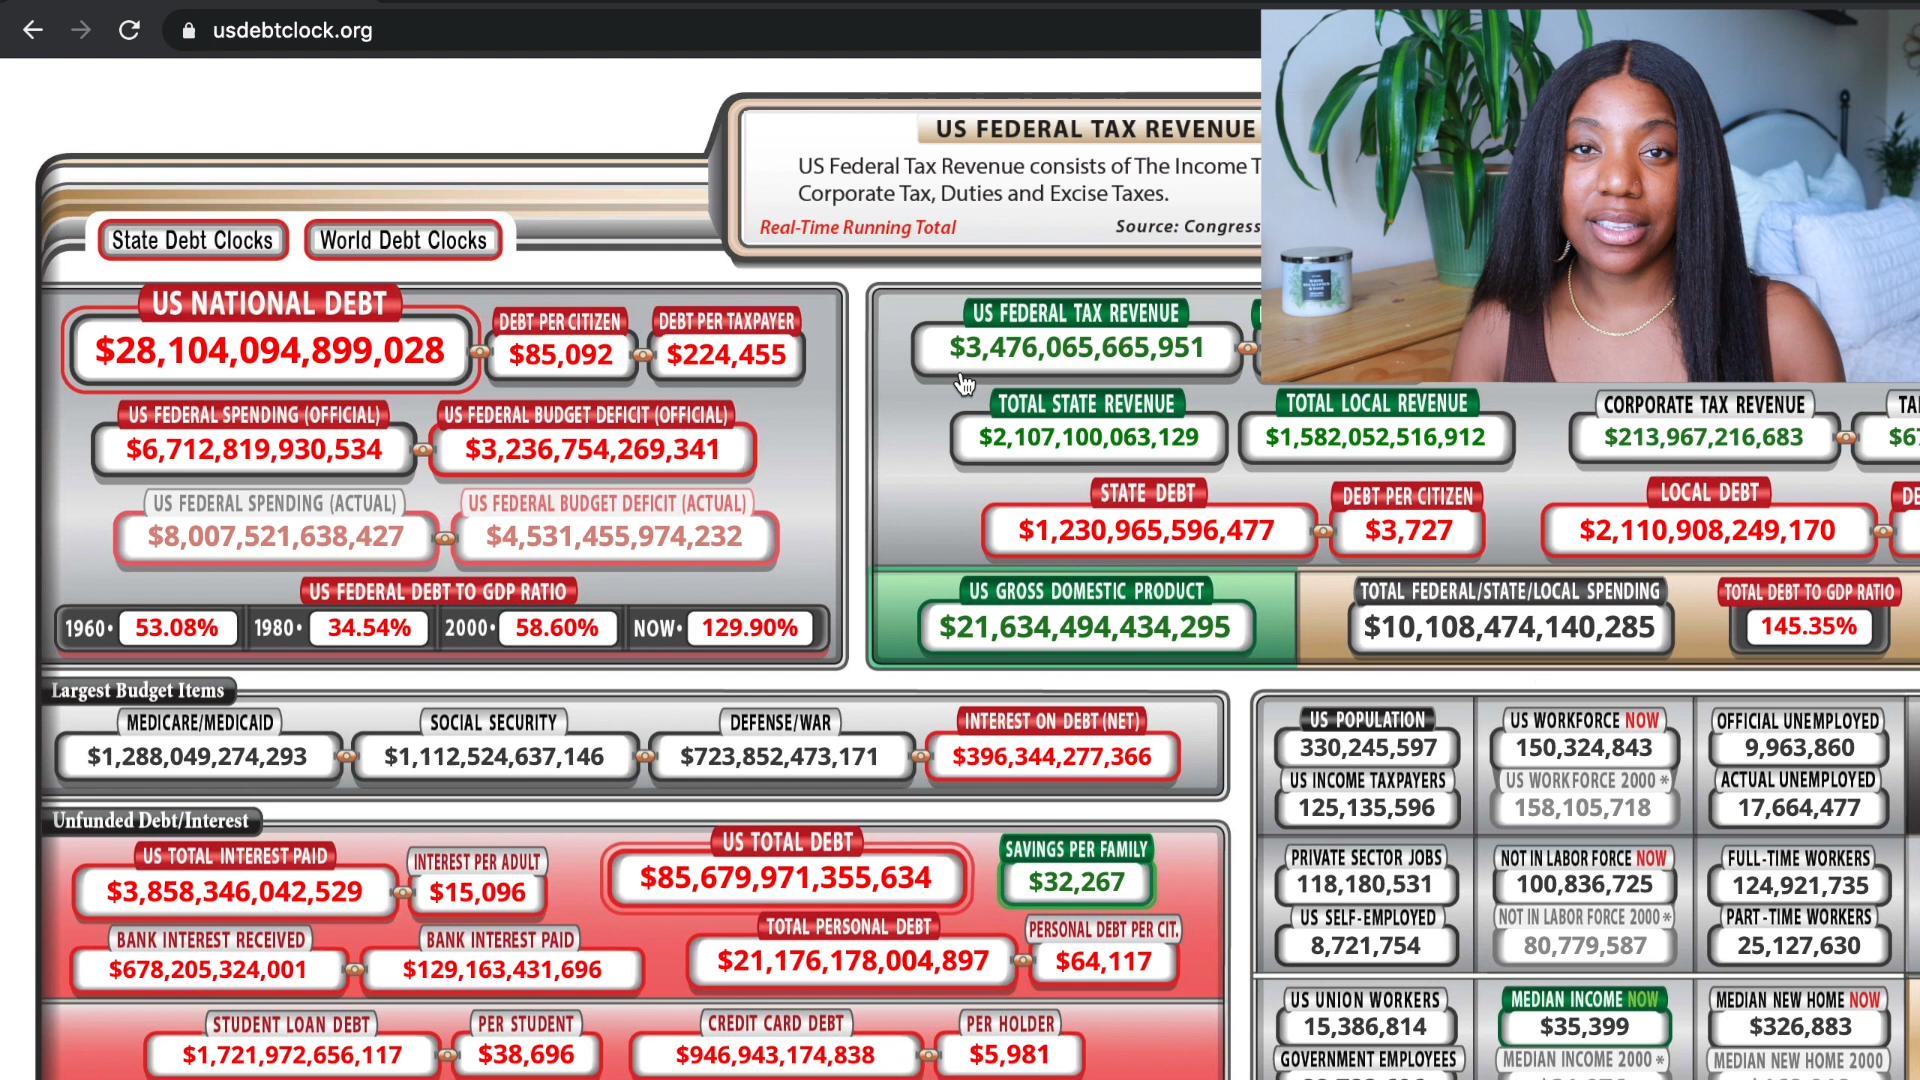 usdebtclock.org
US FEDERAL TAX REVENUE
US Federal Tax Revenue consists of The Income
Corporate Tax, Duties and Excise Taxes.
Real-Time Running Total Source: Congress
State Debt Clocks World Debt Clocks
US NATIONAL DEBT
$28,104,094,899,028
DEBT PER CITIZEN
$85,092
DEBT PER TAXPAYER
$224,455
US FEDERAL SPENDING (OFFICIAL)
$6,712,819,930,534
US FEDERAL BUDGET DEFICIT (OFFICIAL)
$3,236,754,269,341
US FEDERAL SPENDING (ACTUAL)
$8,007,521,638,427
US FEDERAL BUDGET DEFICIT (ACTUAL)
$4,531,455,974,232
US FEDERAL DEBT TO GDP RATIO
1960• 53.08% 1980• 34.54% 2000• 58.60% NOW• 129.90%
US FEDERAL TAX REVENUE
$3,476,065,665,951
TOTAL STATE REVENUE
$2,107,100,063,129
TOTAL LOCAL REVENUE
$1,582,052,516,912
CORPORATE TAX REVENUE
$213,967,216,683
STATE DEBT
$1,230,965,596,477
DEBT PER CITIZEN
$3,727
LOCAL DEBT
$2,110,908,249,170
US GROSS DOMESTIC PRODUCT
$21,634,494,434,295
TOTAL FEDERAL/STATE/LOCAL SPENDING
$10,108,474,140,285
TOTAL DEBT TO GDP RATIO
145.35%
Largest Budget Items
MEDICARE/MEDICAID
$1,288,049,274,293
SOCIAL SECURITY
$1,112,524,637,146
DEFENSE/WAR
$723,852,473,171
INTEREST ON DEBT (NET)
$396,344,277,366
Unfunded Debt/Interest
US TOTAL INTEREST PAID
$3,858,346,042,529
INTEREST PER ADULT
$15,096
US TOTAL DEBT
$85,679,971,355,634
SAVINGS PER FAMILY
$32,267
BANK INTEREST RECEIVED
$678,205,324,001
BANK INTEREST PAID
$129,163,431,696
TOTAL PERSONAL DEBT
$21,176,178,004,897
PERSONAL DEBT PER CIT.
$64,117
STUDENT LOAN DEBT
$1,721,972,656,117
PER STUDENT
$38,696
CREDIT CARD DEBT
$946,943,174,838
PER HOLDER
$5,981
US POPULATION
330,245,597
US INCOME TAXPAYERS
125,135,596
US WORKFORCE NOW
150,324,843
US WORKFORCE 2000 *
158,105,718
OFFICIAL UNEMPLOYED
9,963,860
ACTUAL UNEMPLOYED
17,664,477
PRIVATE SECTOR JOBS
118,180,531
US SELF-EMPLOYED
8,721,754
NOT IN LABOR FORCE NOW
100,836,725
NOT IN LABOR FORCE 2000 *
80,779,587
FULL-TIME WORKERS
124,921,735
PART-TIME WORKERS
25,127,630
US UNION WORKERS
15,386,814
GOVERNMENT EMPLOYEES
MEDIAN INCOME NOW
$35,399
MEDIAN INCOME 2000 *
MEDIAN NEW HOME NOW
$326,883
MEDIAN NEW HOME 2000